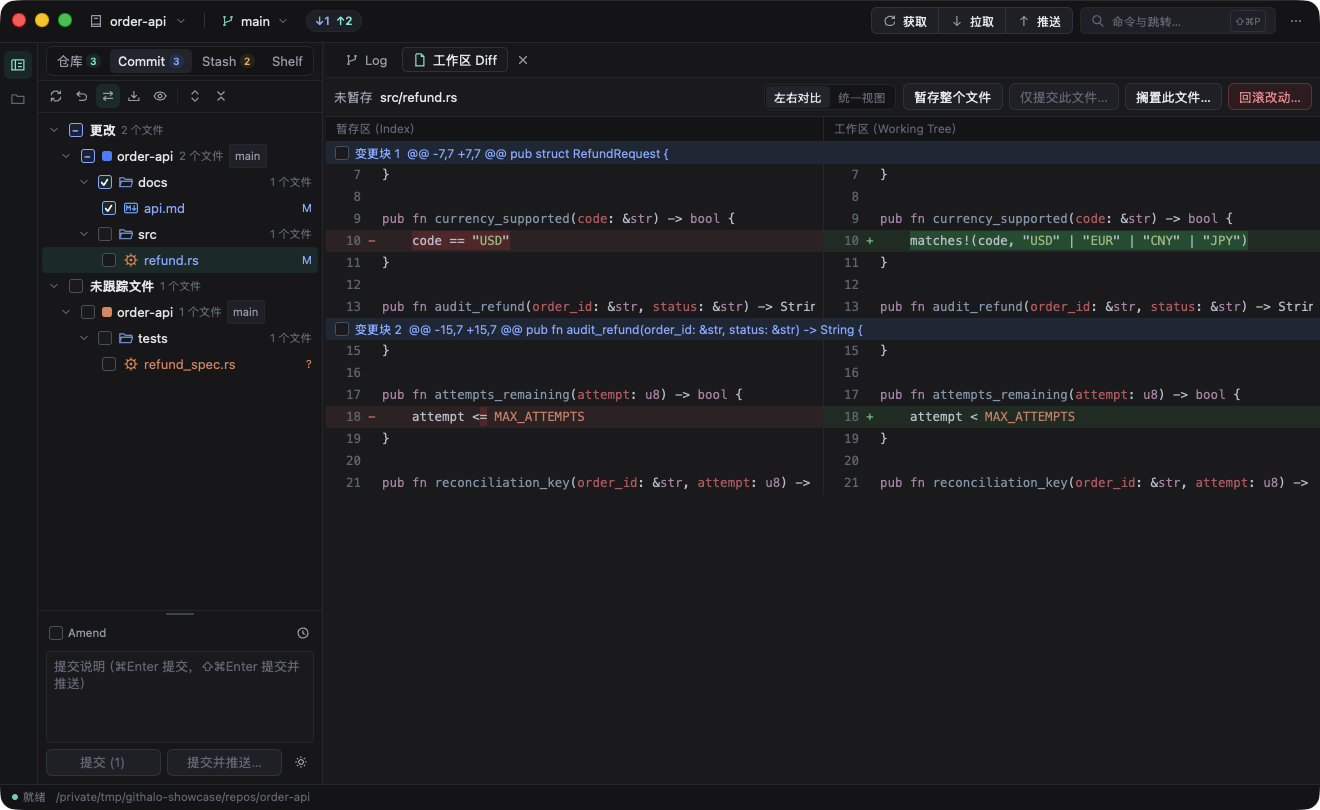 order-api main ↓1 ↑2 获取 拉取 推送 命令与跳转… ⇧⌘P …
仓库 3 Commit 3 Stash 2 Shelf
Log 工作区 Diff ✕
未暂存 src/refund.rs 左右对比 统一视图 暂存整个文件 仅提交此文件… 搁置此文件… 回滚改动…
更改 2 个文件
order-api 2 个文件 main
docs 1 个文件
api.md M
src 1 个文件
refund.rs M
未跟踪文件 1 个文件
order-api 1 个文件 main
tests 1 个文件
refund_spec.rs ?
暂存区 (Index)
工作区 (Working Tree)
变更块 1 @@ -7,7 +7,7 @@ pub struct RefundRequest {
7 }
8
9 pub fn currency_supported(code: &str) -> bool {
10 − code == "USD"
11 }
12
13 pub fn audit_refund(order_id: &str, status: &str) -> Strin
7 }
8
9 pub fn currency_supported(code: &str) -> bool {
10 + matches!(code, "USD" | "EUR" | "CNY" | "JPY")
11 }
12
13 pub fn audit_refund(order_id: &str, status: &str) -> Strin
变更块 2 @@ -15,7 +15,7 @@ pub fn audit_refund(order_id: &str, status: &str) -> String {
15 }
16
17 pub fn attempts_remaining(attempt: u8) -> bool {
18 − attempt <= MAX_ATTEMPTS
19 }
20
21 pub fn reconciliation_key(order_id: &str, attempt: u8) ->
15 }
16
17 pub fn attempts_remaining(attempt: u8) -> bool {
18 + attempt < MAX_ATTEMPTS
19 }
20
21 pub fn reconciliation_key(order_id: &str, attempt: u8) ->
Amend
提交说明 (⌘Enter 提交，⇧⌘Enter 提交并
推送)
提交 (1) 提交并推送…
就绪 /private/tmp/githalo-showcase/repos/order-api